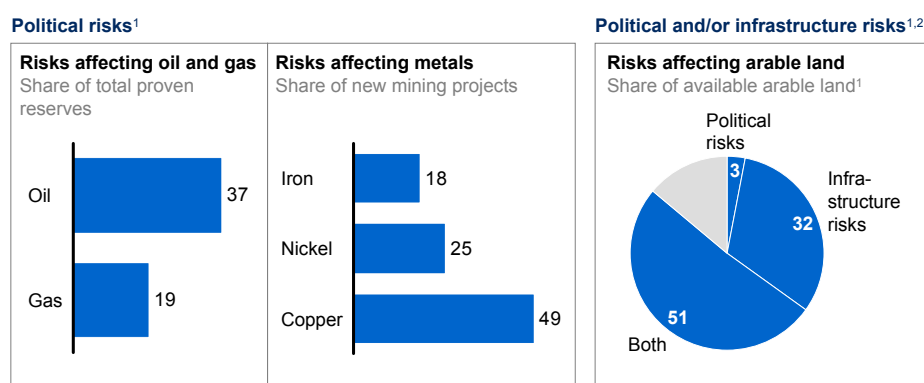 Political risks¹
Risks affecting oil and gas
Share of total proven
reserves
Oil
37
Gas
19
Risks affecting metals
Share of new mining projects
Iron
18
Nickel
25
Copper
49
Political and/or infrastructure risks¹,²
Risks affecting arable land
Share of available arable land¹
Political
risks
3
Infra-
structure
risks
32
51
Both